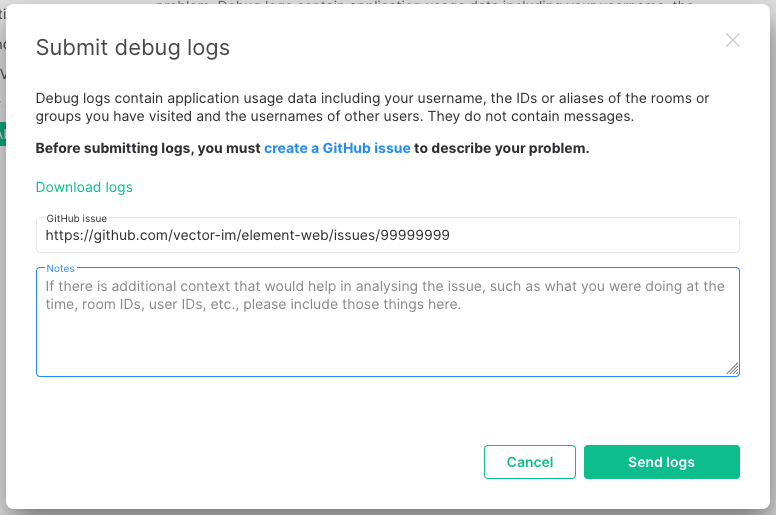 Submit debug logs
Debug logs contain application usage data including your username, the IDs or aliases of the rooms or
groups you have visited and the usernames of other users. They do not contain messages.
Before submitting logs, you must create a GitHub issue to describe your problem.
Download logs
GitHub issue
https://github.com/vector-im/element-web/issues/99999999
Notes
If there is additional context that would help in analysing the issue, such as what you were doing at the
time, room IDs, user IDs, etc., please include those things here.
Cancel
Send logs